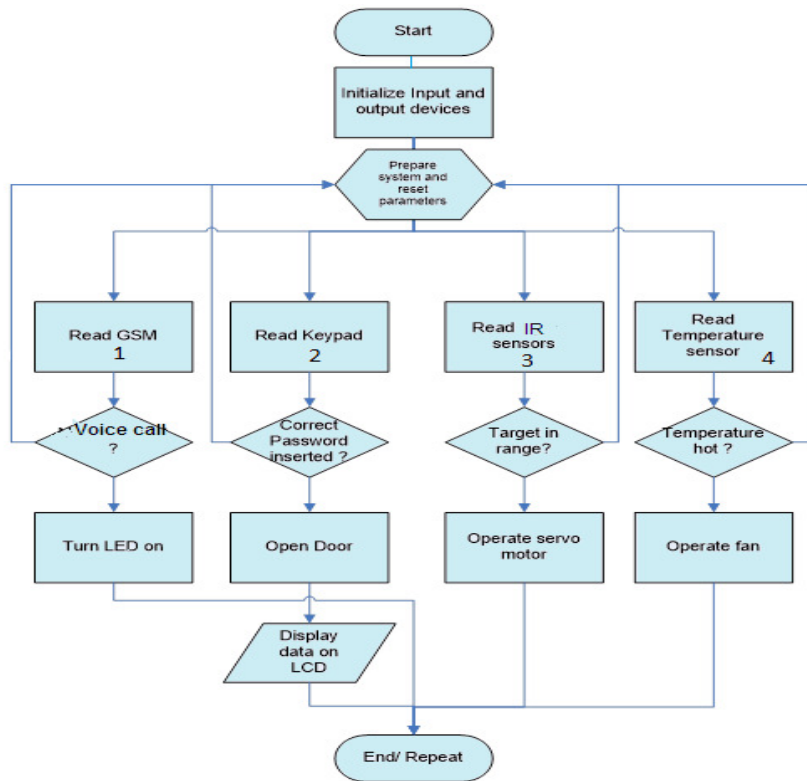 Start
Initialize Input and
output devices
Prepare
system and
reset
parameters
Read GSM
1
Read Keypad
2
Read IR
sensors
3
Read
Temperature
sensor 4
Voice call
?
Correct
Password
inserted ?
Target in
range?
Temperature
hot ?
Turn LED on
Open Door
Operate servo
motor
Operate fan
Display
data on
LCD
End/ Repeat